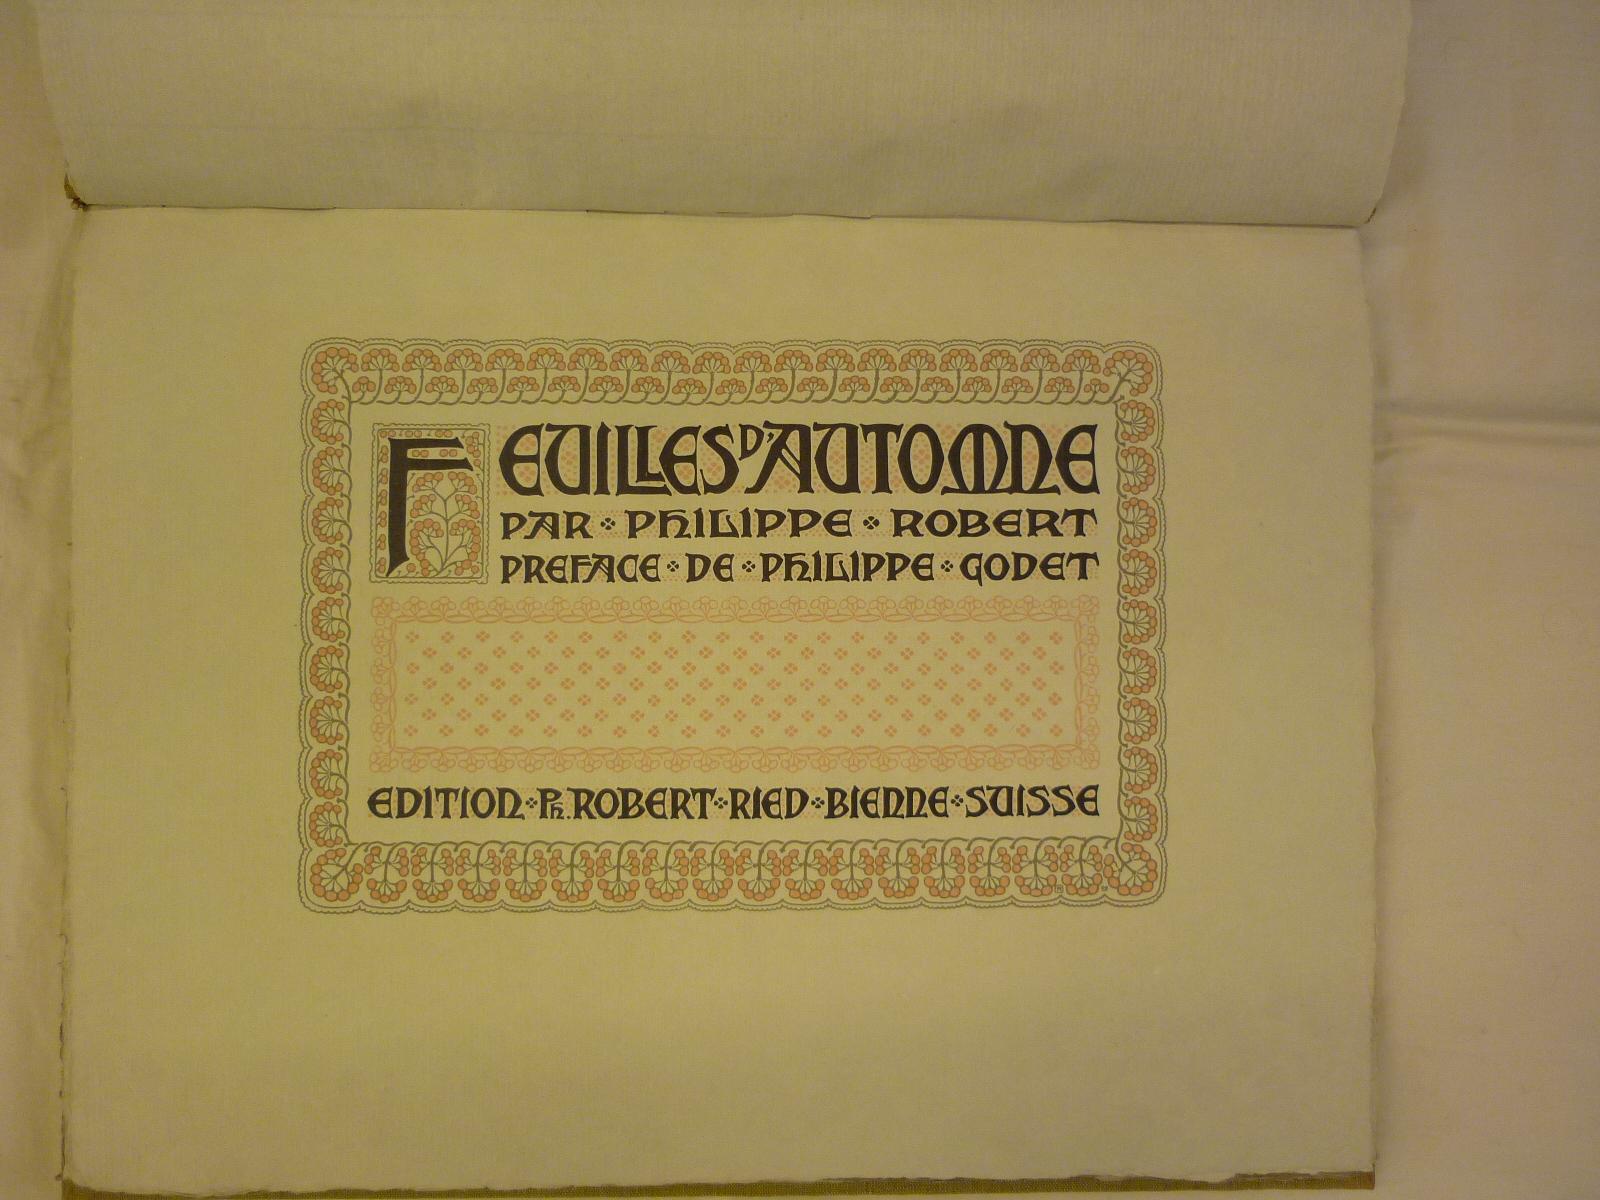 FEUILLES D'AUTOMNE
PAR · PHILIPPE · ROBERT
PREFACE · DE · PHILIPPE · GODET
EDITION · Ph. ROBERT · RIED · BIENNE · SUISSE